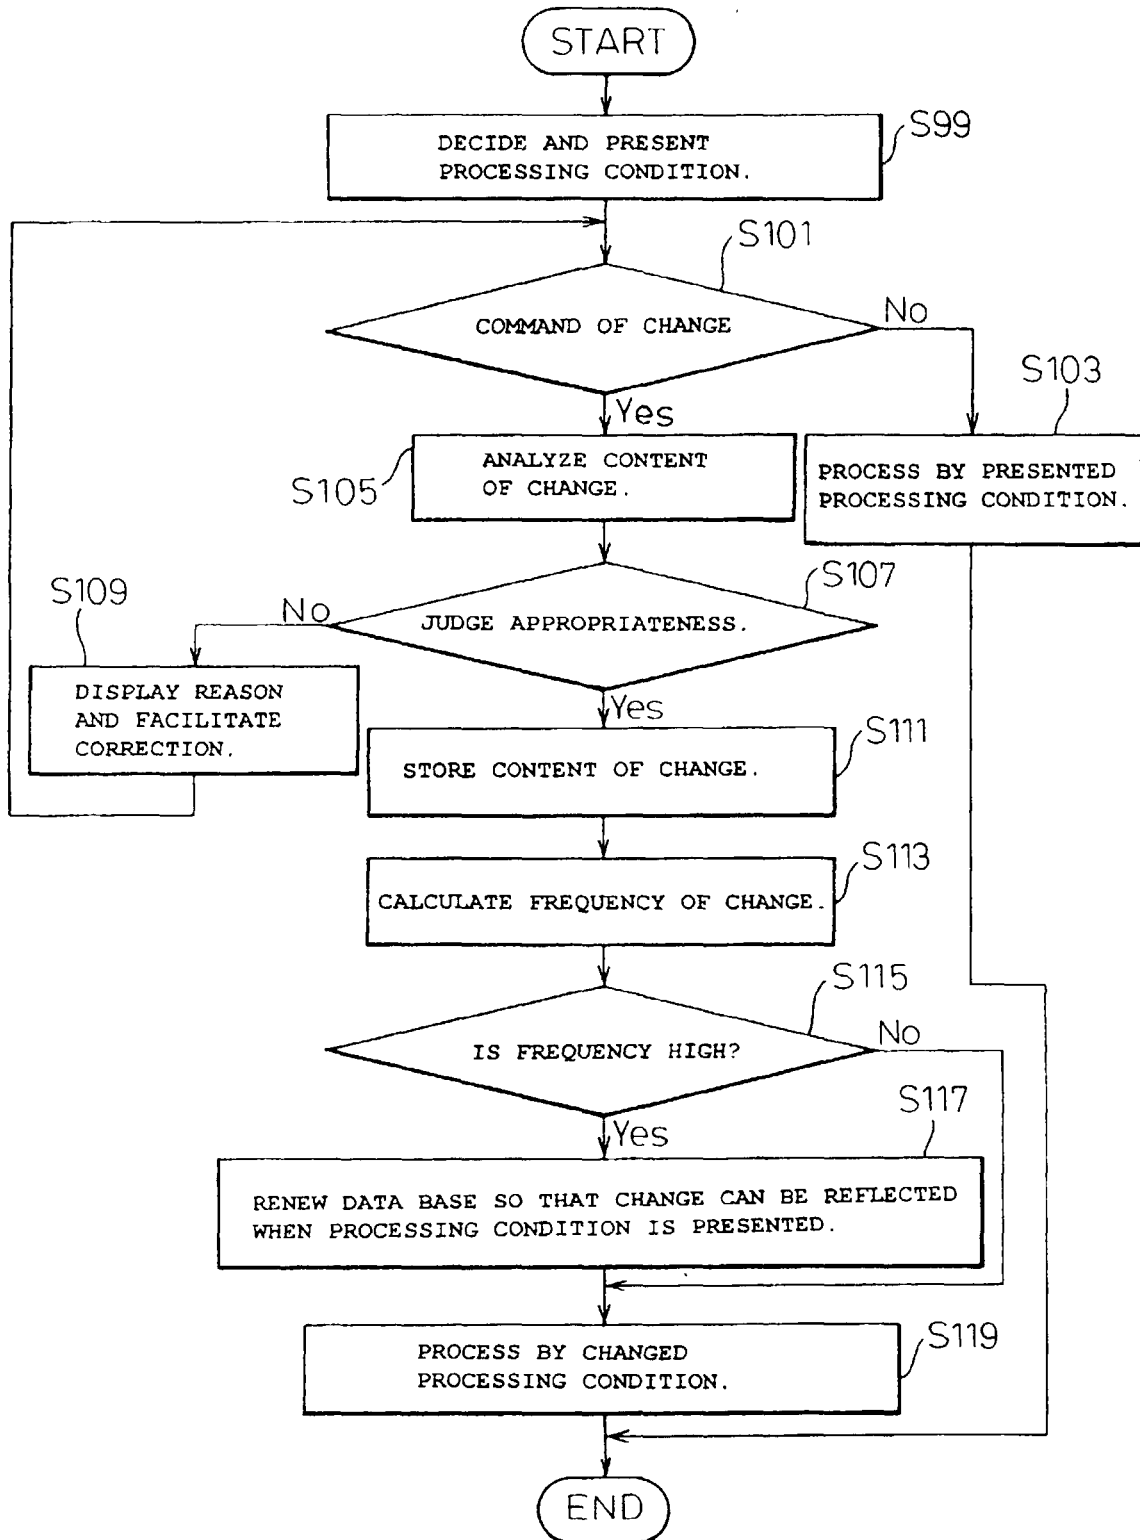 START
DECIDE AND PRESENT
PROCESSING CONDITION.
S99
S101
COMMAND OF CHANGE
No
Yes
S103
PROCESS BY PRESENTED
PROCESSING CONDITION.
ANALYZE CONTENT
OF CHANGE.
S105
S107
JUDGE APPROPRIATENESS.
No
S109
DISPLAY REASON
AND FACILITATE
CORRECTION.
Yes
S111
STORE CONTENT OF CHANGE.
S113
CALCULATE FREQUENCY OF CHANGE.
S115
IS FREQUENCY HIGH?
No
Yes
S117
RENEW DATA BASE SO THAT CHANGE CAN BE REFLECTED
WHEN PROCESSING CONDITION IS PRESENTED.
S119
PROCESS BY CHANGED
PROCESSING CONDITION.
END